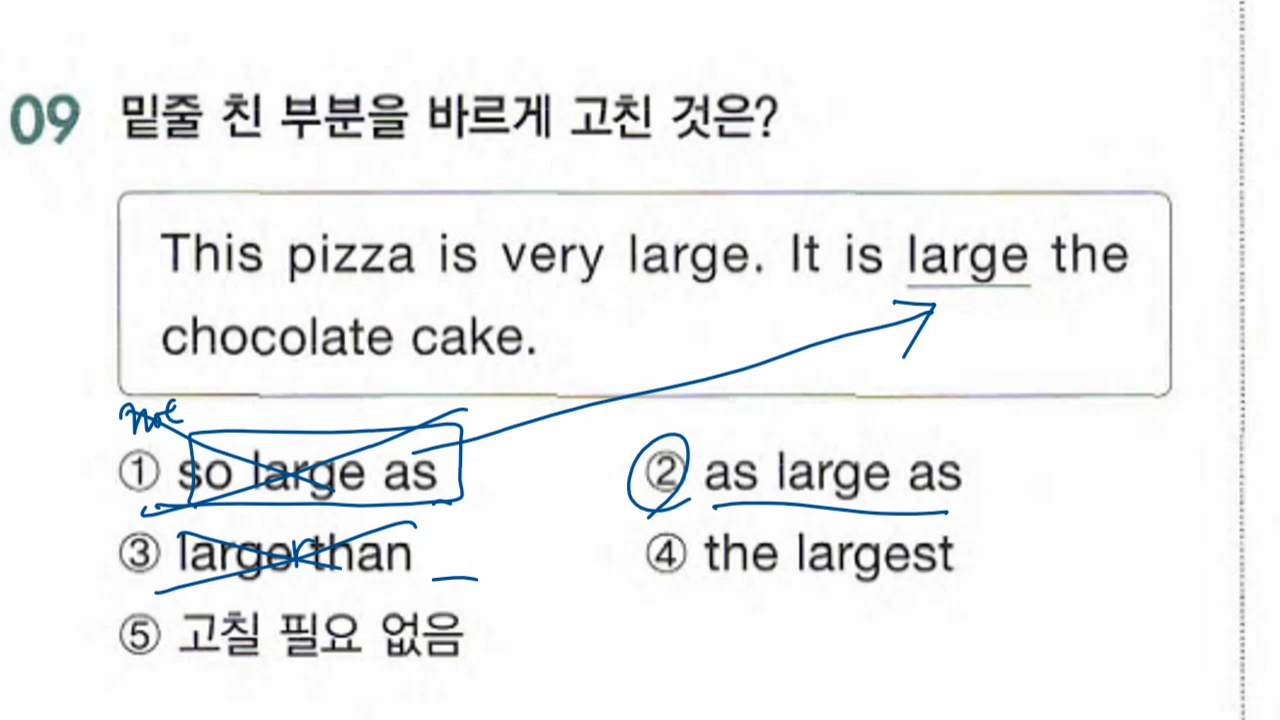 09 밑줄 친 부분을 바르게 고친 것은?
This pizza is very large. It is large the
chocolate cake.
not
① so large as ② as large as
③ large than ④ the largest
⑤ 고칠 필요 없음